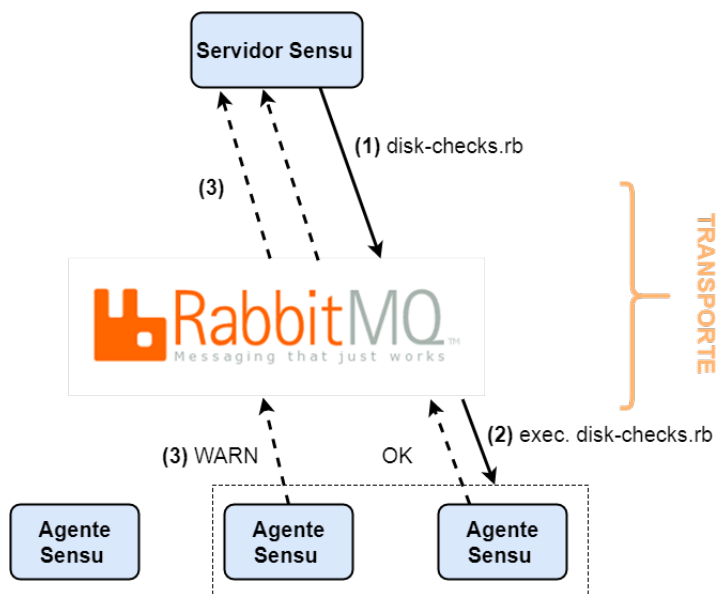 Servidor Sensu
(1) disk-checks.rb
(3)
TRANSPORTE
RabbitMQ™
Messaging that just works
(2) exec. disk-checks.rb
(3) WARN
OK
Agente
Sensu
Agente
Sensu
Agente
Sensu